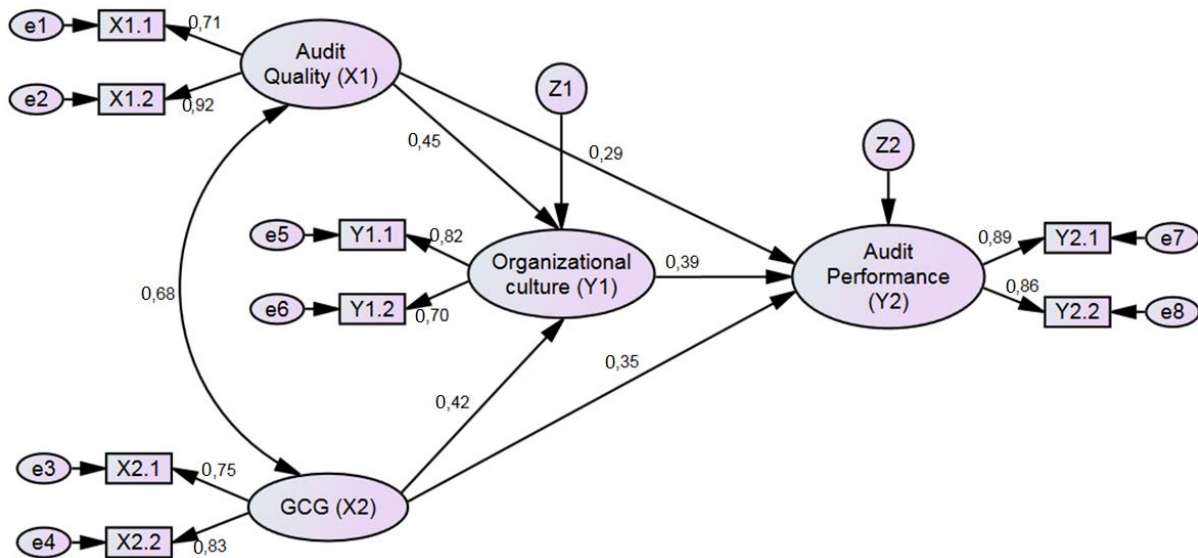 e1
X1.1
0,71
e2
X1.2
0,92
Audit
Quality (X1)
Z1
0,45
0,29
Z2
e5
Y1.1
0,82
e6
Y1.2
0,70
Organizational
culture (Y1)
0,39
Audit
Performance
(Y2)
0,89
Y2.1
e7
0,86
Y2.2
e8
0,68
0,42
0,35
e3
X2.1
0,75
e4
X2.2
0,83
GCG (X2)